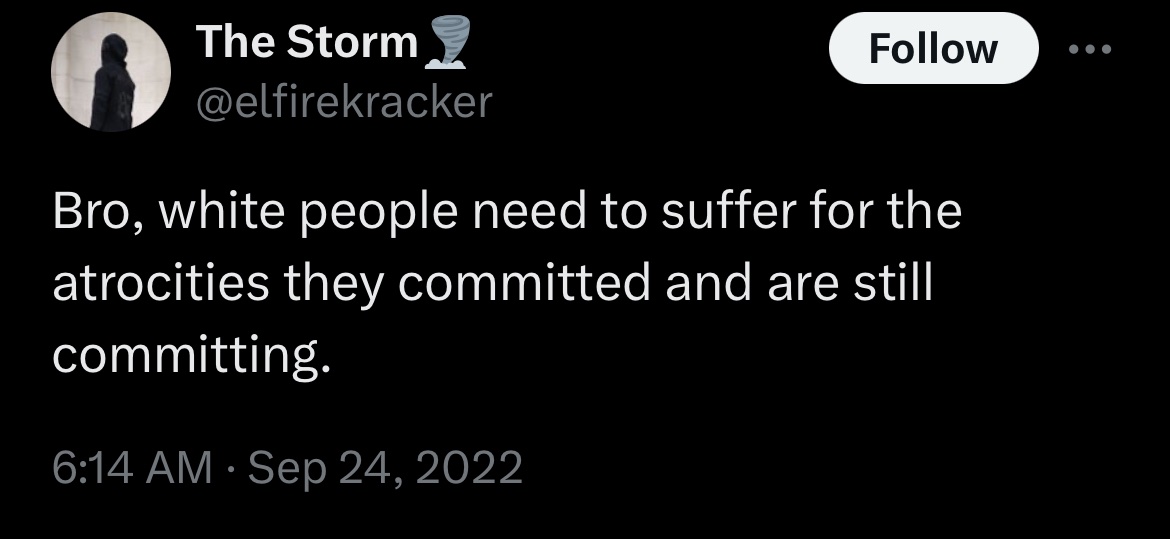 The Storm🌪️
Follow
@elfirekracker
Bro, white people need to suffer for the
atrocities they committed and are still
committing.
6:14 AM · Sep 24, 2022